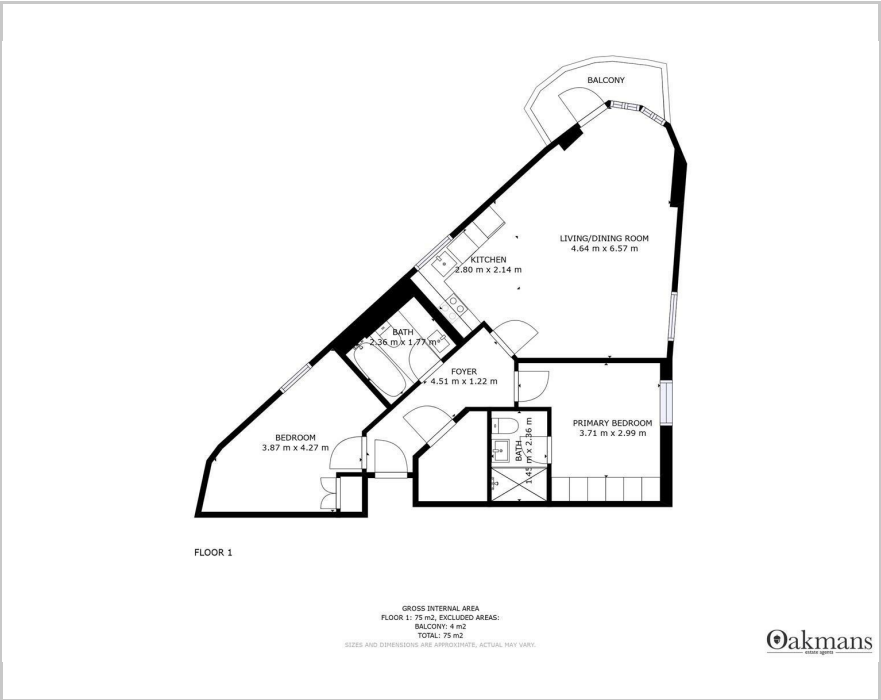 BALCONY
LIVING/DINING ROOM
4.64 m x 6.57 m
KITCHEN
2.80 m x 2.14 m
BATH
2.36 m x 1.77 m
FOYER
4.51 m x 1.22 m
PRIMARY BEDROOM
3.71 m x 2.99 m
BEDROOM
3.87 m x 4.27 m
BATH
1.45 m x 2.36 m
FLOOR 1
GROSS INTERNAL AREA
FLOOR 1: 75 m2, EXCLUDED AREAS:
BALCONY: 4 m2
TOTAL: 75 m2
SIZES AND DIMENSIONS ARE APPROXIMATE, ACTUAL MAY VARY.
Oakmans
estate agents